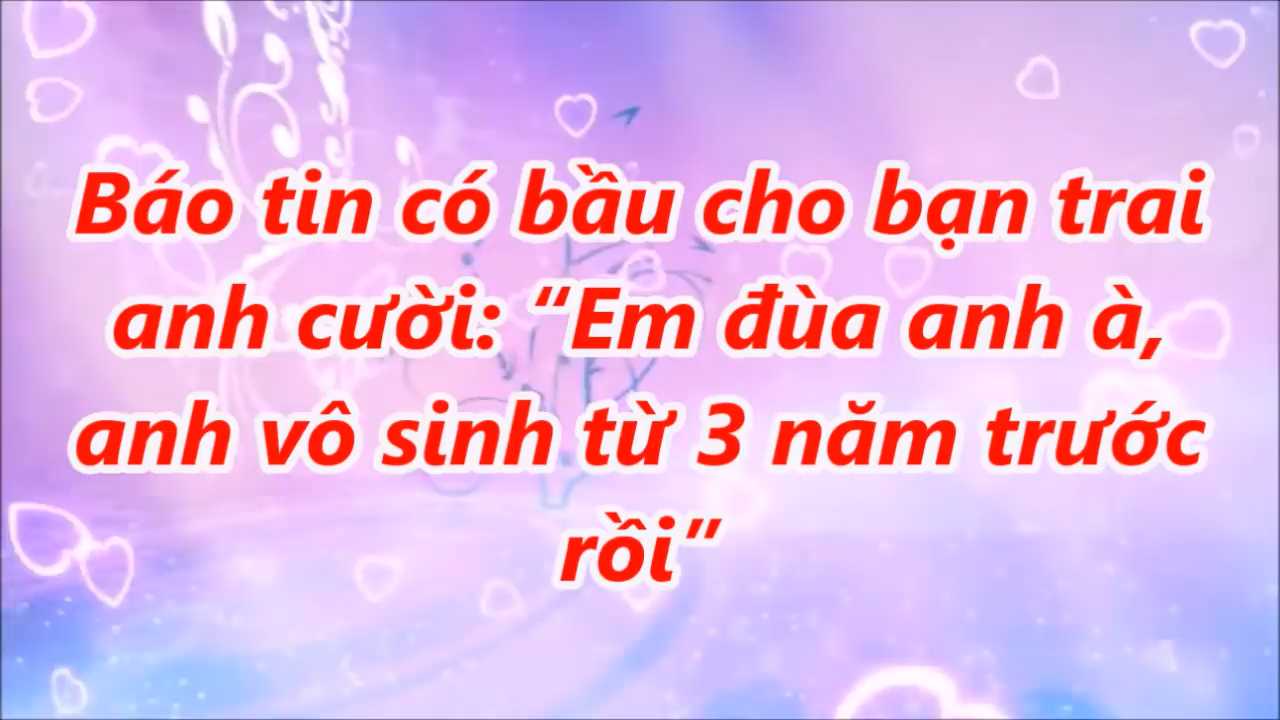 Báo tin có bầu cho bạn trai
anh cười: “Em đùa anh à,
anh vô sinh từ 3 năm trước
rồi”